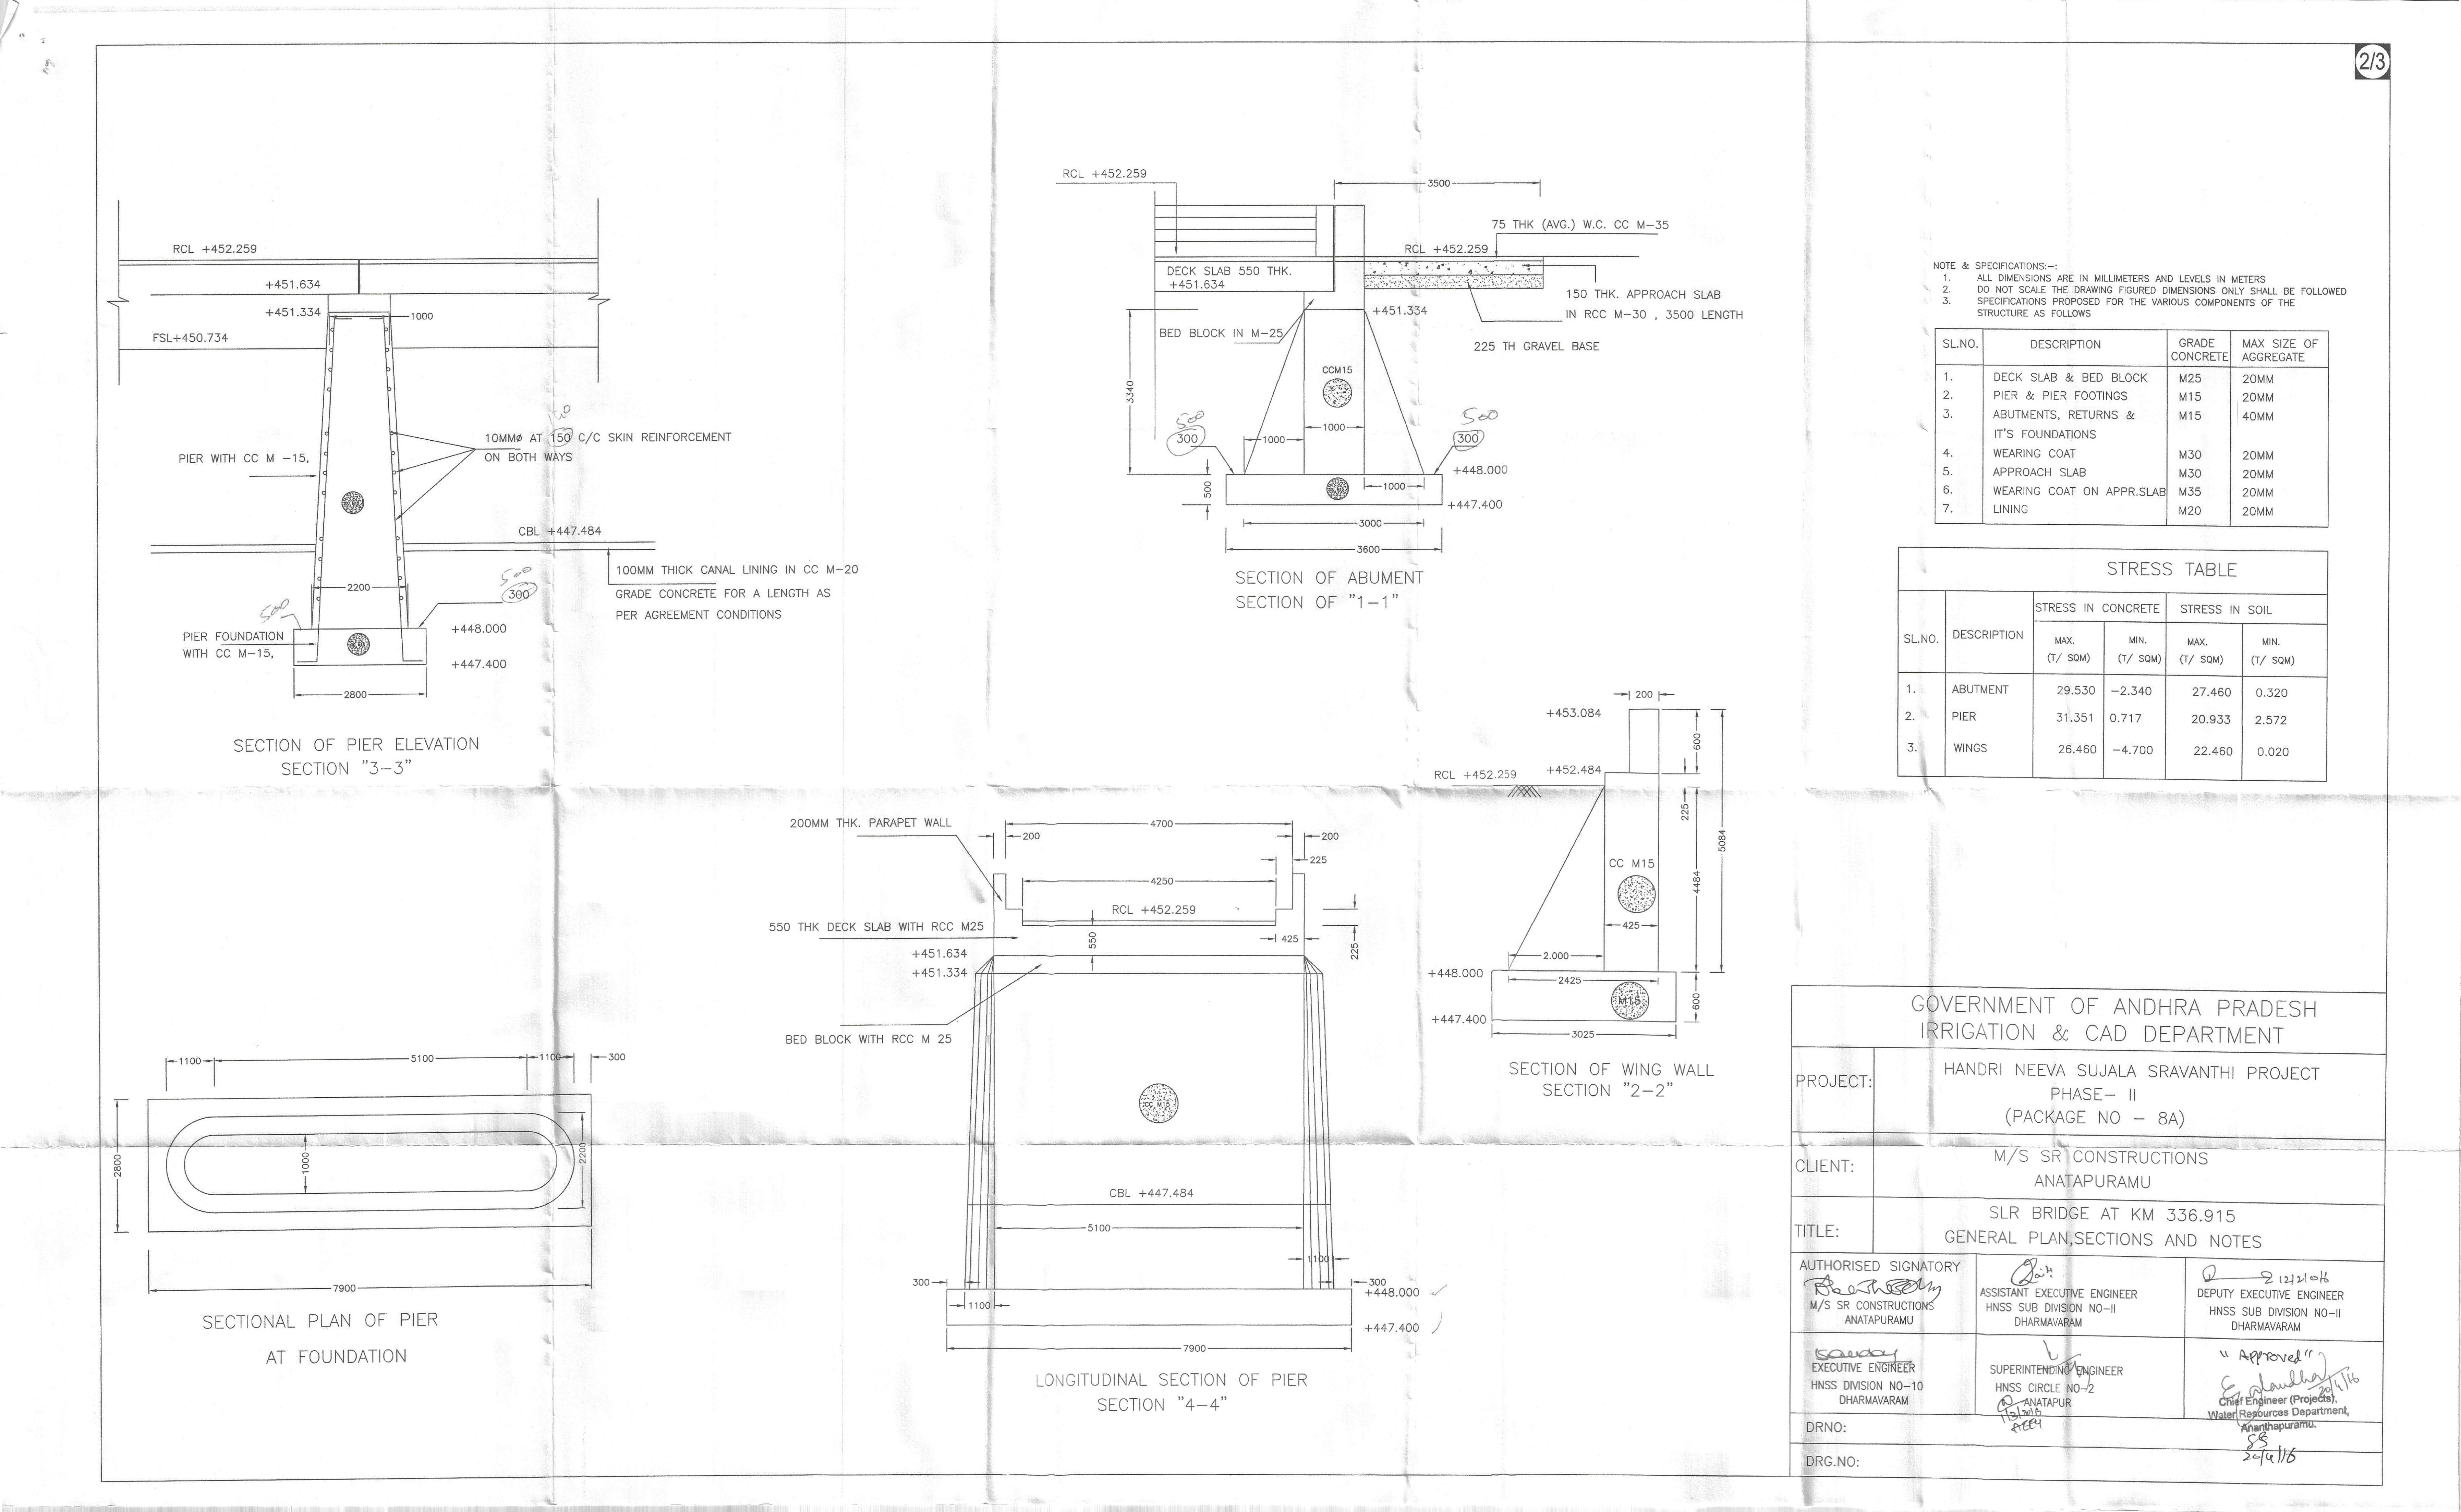 2/3
RCL +452.259
+451.634
+451.334
1000
FSL+450.734
10MMØ AT 150 C/C SKIN REINFORCEMENT
ON BOTH WAYS
PIER WITH CC M -15,
CBL +447.484
100MM THICK CANAL LINING IN CC M-20
GRADE CONCRETE FOR A LENGTH AS
PER AGREEMENT CONDITIONS
2200
500
300
500
PIER FOUNDATION
WITH CC M-15,
+448.000
+447.400
2800
SECTION OF PIER ELEVATION
SECTION "3-3"
RCL +452.259
3500
75 THK (AVG.) W.C. CC M-35
RCL +452.259
DECK SLAB 550 THK.
+451.634
150 THK. APPROACH SLAB
IN RCC M-30 , 3500 LENGTH
+451.334
BED BLOCK IN M-25
225 TH GRAVEL BASE
CCM15
3340
500
300
1000
1000
500
300
+448.000
1000
500
+447.400
3000
3600
SECTION OF ABUMENT
SECTION OF "1-1"
NOTE & SPECIFICATIONS:-:
1. ALL DIMENSIONS ARE IN MILLIMETERS AND LEVELS IN METERS
2. DO NOT SCALE THE DRAWING FIGURED DIMENSIONS ONLY SHALL BE FOLLOWED
3. SPECIFICATIONS PROPOSED FOR THE VARIOUS COMPONENTS OF THE
STRUCTURE AS FOLLOWS
SL.NO. DESCRIPTION GRADE CONCRETE MAX SIZE OF AGGREGATE
1. DECK SLAB & BED BLOCK M25 20MM
2. PIER & PIER FOOTINGS M15 20MM
3. ABUTMENTS, RETURNS & M15 40MM
IT'S FOUNDATIONS
4. WEARING COAT M30 20MM
5. APPROACH SLAB M30 20MM
6. WEARING COAT ON APPR.SLAB M35 20MM
7. LINING M20 20MM
STRESS TABLE
SL.NO. DESCRIPTION STRESS IN CONCRETE STRESS IN SOIL
MAX. MIN. MAX. MIN.
(T/ SQM) (T/ SQM) (T/ SQM) (T/ SQM)
1. ABUTMENT 29.530 -2.340 27.460 0.320
2. PIER 31.351 0.717 20.933 2.572
3. WINGS 26.460 -4.700 22.460 0.020
200
+453.084
600
RCL +452.259
+452.484
225
5084
CC M15
4484
425
2.000
+448.000
2425
M15
600
+447.400
3025
SECTION OF WING WALL
SECTION "2-2"
200MM THK. PARAPET WALL
4700
200
200
225
4250
RCL +452.259
550 THK DECK SLAB WITH RCC M25
550
425
225
+451.634
+451.334
BED BLOCK WITH RCC M 25
CC M15
CBL +447.484
5100
1100
300
300
+448.000
1100
+447.400
7900
LONGITUDINAL SECTION OF PIER
SECTION "4-4"
1100
5100
1100
300
2800
1000
2200
7900
SECTIONAL PLAN OF PIER
AT FOUNDATION
GOVERNMENT OF ANDHRA PRADESH
IRRIGATION & CAD DEPARTMENT
PROJECT: HANDRI NEEVA SUJALA SRAVANTHI PROJECT
PHASE- II
(PACKAGE NO - 8A)
CLIENT: M/S SR CONSTRUCTIONS
ANATAPURAMU
TITLE: SLR BRIDGE AT KM 336.915
GENERAL PLAN,SECTIONS AND NOTES
AUTHORISED SIGNATORY
M/S SR CONSTRUCTIONS
ANATAPURAMU
ASSISTANT EXECUTIVE ENGINEER
HNSS SUB DIVISION NO-II
DHARMAVARAM
12/2/2016
DEPUTY EXECUTIVE ENGINEER
HNSS SUB DIVISION NO-II
DHARMAVARAM
EXECUTIVE ENGINEER
HNSS DIVISION NO-10
DHARMAVARAM
SUPERINTENDING ENGINEER
HNSS CIRCLE NO-2
ANATAPUR
"Approved"
20/4/16
Chief Engineer (Projects),
Water Resources Department,
Ananthapuramu.
20/4/16
DRNO:
DRG.NO: